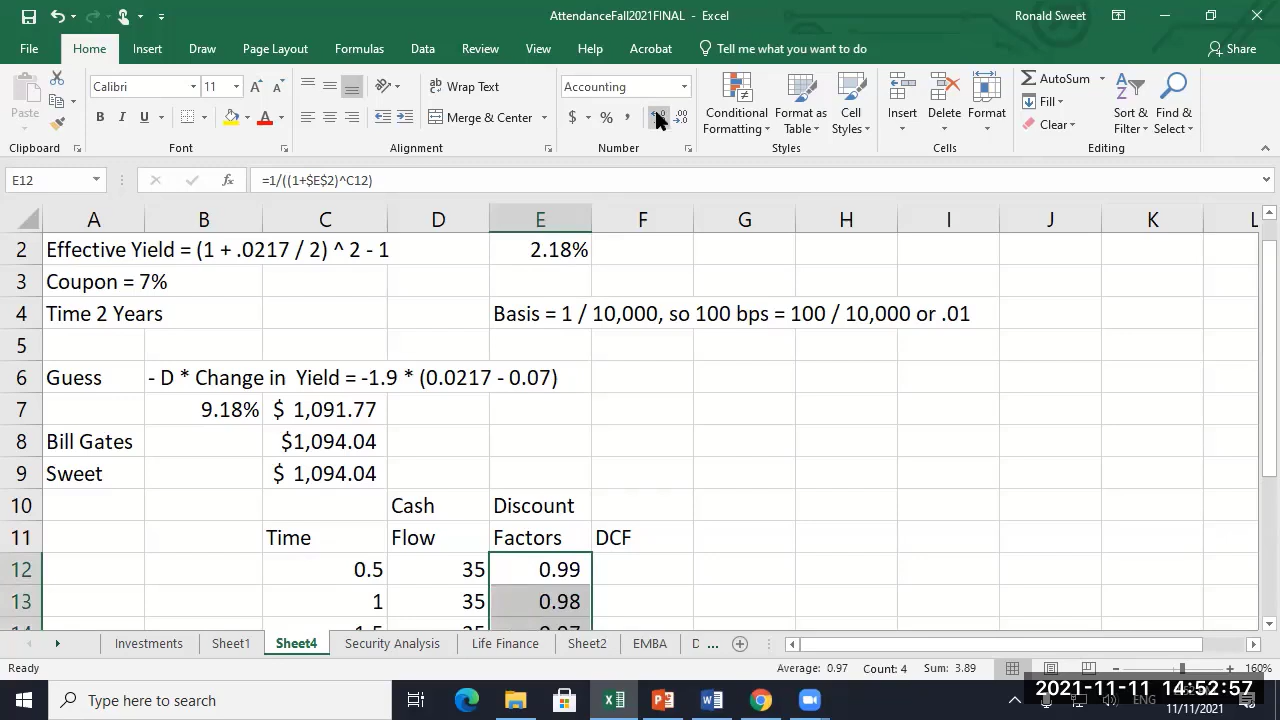 AttendanceFall2021FINAL - Excel
Ronald Sweet
File Home Insert Draw Page Layout Formulas Data Review View Help Acrobat Tell me what you want to do Share
Paste
Calibri 11
B I U
Wrap Text
Merge & Center
Accounting
$ % ,
Conditional Formatting
Format as Table
Cell Styles
Insert Delete Format
AutoSum
Fill
Clear
Sort & Filter
Find & Select
Clipboard Font Alignment Number Styles Cells Editing
E12 fx =1/((1+$E$2)^C12)
A B C D E F G H I J K L
2 Effective Yield = (1 + .0217 / 2) ^ 2 - 1 2.18%
3 Coupon = 7%
4 Time 2 Years Basis = 1 / 10,000, so 100 bps = 100 / 10,000 or .01
5
6 Guess - D * Change in Yield = -1.9 * (0.0217 - 0.07)
7 9.18% $ 1,091.77
8 Bill Gates $1,094.04
9 Sweet $ 1,094.04
10 Cash Discount
11 Time Flow Factors DCF
12 0.5 35 0.99
13 1 35 0.98
Investments Sheet1 Sheet4 Security Analysis Life Finance Sheet2 EMBA D ...
Ready Average: 0.97 Count: 4 Sum: 3.89 160%
Type here to search
2021-11-11 14:52:57
ENG
11/11/2021